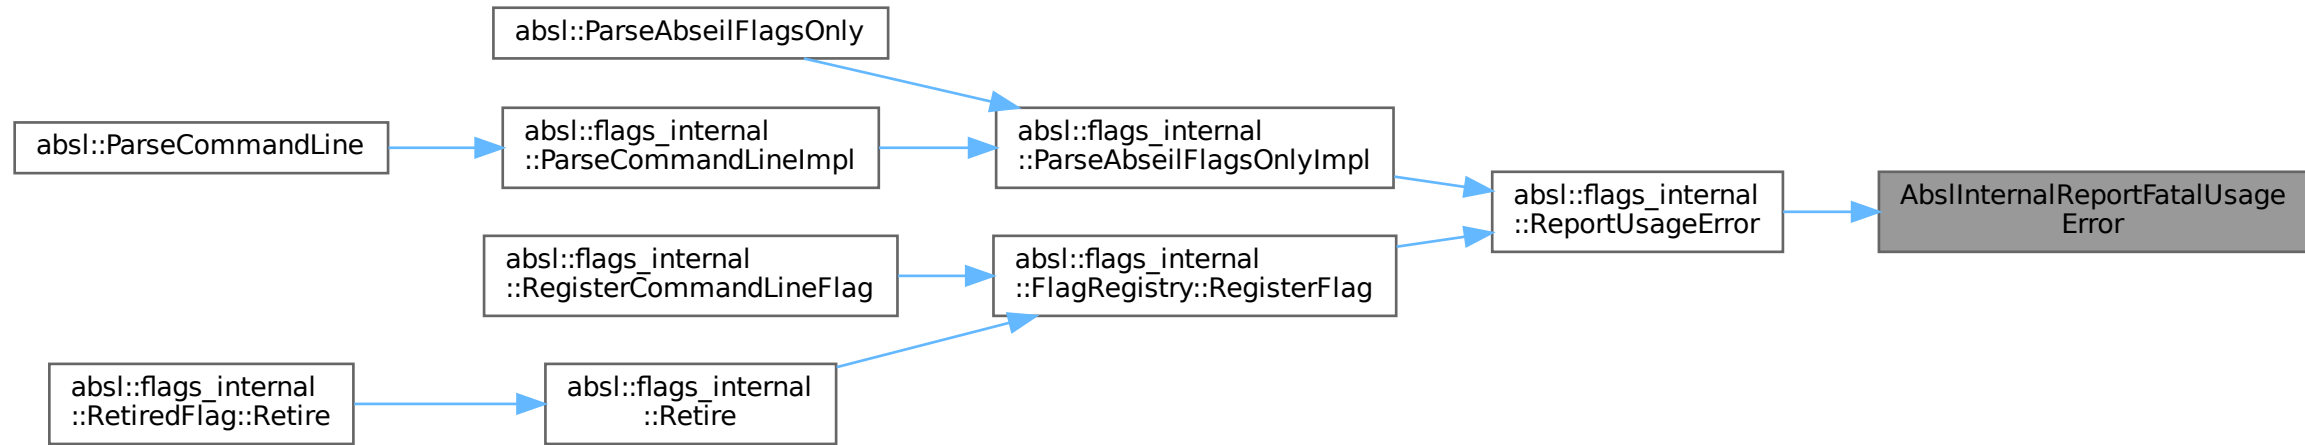 absl::ParseAbseilFlagsOnly
absl::ParseCommandLine
absl::flags_internal
::ParseCommandLineImpl
absl::flags_internal
::ParseAbseilFlagsOnlyImpl
absl::flags_internal
::ReportUsageError
AbslInternalReportFatalUsage
Error
absl::flags_internal
::RegisterCommandLineFlag
absl::flags_internal
::FlagRegistry::RegisterFlag
absl::flags_internal
::RetiredFlag::Retire
absl::flags_internal
::Retire